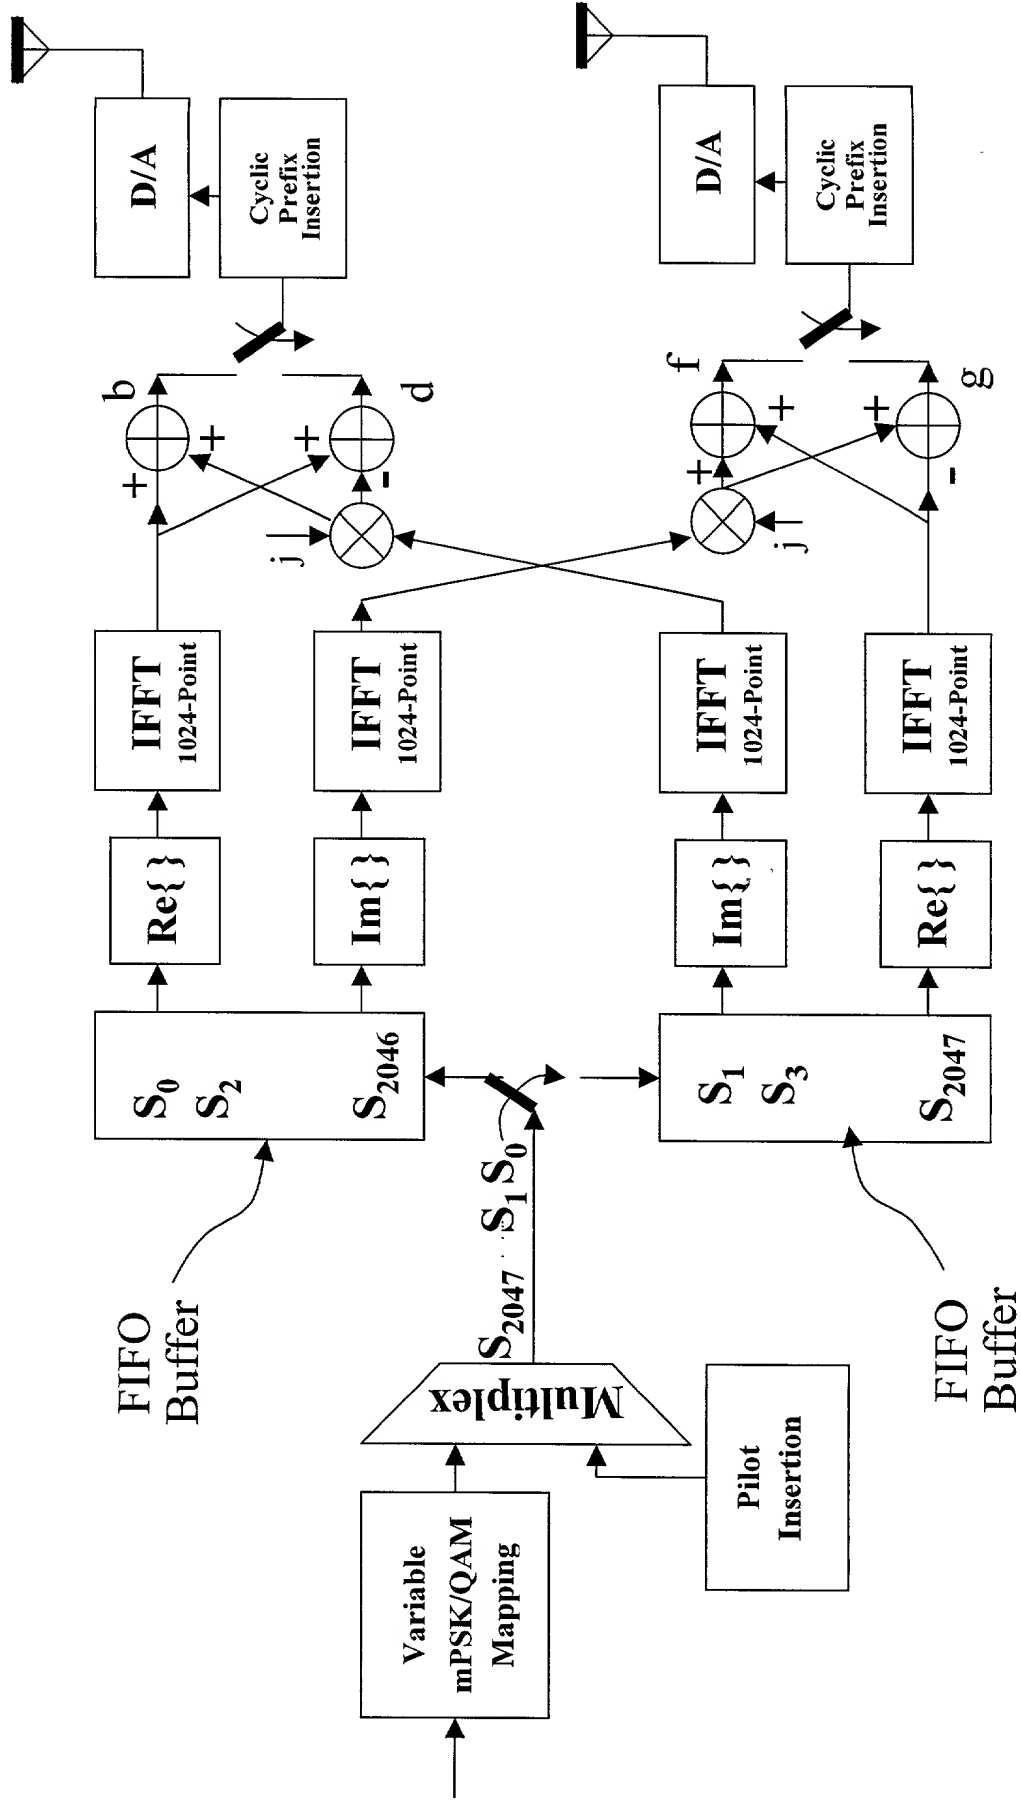 Variable
mPSK/QAM
Mapping
Pilot
Insertion
Multiplex
S2047 . . S1 S0
FIFO
Buffer
S0
S2
S2046
FIFO
Buffer
S1
S3
S2047
Re{ }
Im{ }
Im{ }
Re{ }
IFFT
1024-Point
IFFT
1024-Point
IFFT
1024-Point
IFFT
1024-Point
j
j
+
+
+
-
+
+
+
-
b
d
f
g
Cyclic
Prefix
Insertion
D/A
Cyclic
Prefix
Insertion
D/A